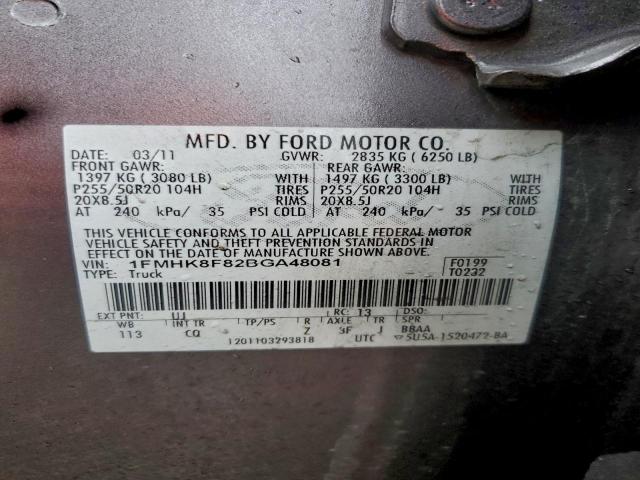 MFD. BY FORD MOTOR CO.
DATE: 03/11 GVWR: 2835 KG ( 6250 LB)
FRONT GAWR: REAR GAWR:
1397 KG ( 3080 LB) 1497 KG ( 3300 LB)
P255/50R20 104H TIRES P255/50R20 104H TIRES
20X8.5J RIMS 20X8.5J RIMS
AT 240 kPa/ 35 PSI COLD AT 240 kPa/ 35 PSI COLD
THIS VEHICLE CONFORMS TO ALL APPLICABLE FEDERAL MOTOR
VEHICLE SAFETY AND THEFT PREVENTION STANDARDS IN
EFFECT ON THE DATE OF MANUFACTURE SHOWN ABOVE.
VIN: 1FMHK8F82BGA48081 F0199
TYPE: Truck T0232
EXT PNT: UJ RC: 13 DSO:
WB INT TR TP/PS R AXLE TR SPR
113 CQ 7 3F J BBAA
1201103293818 UTC 5U5A-1520472-BA